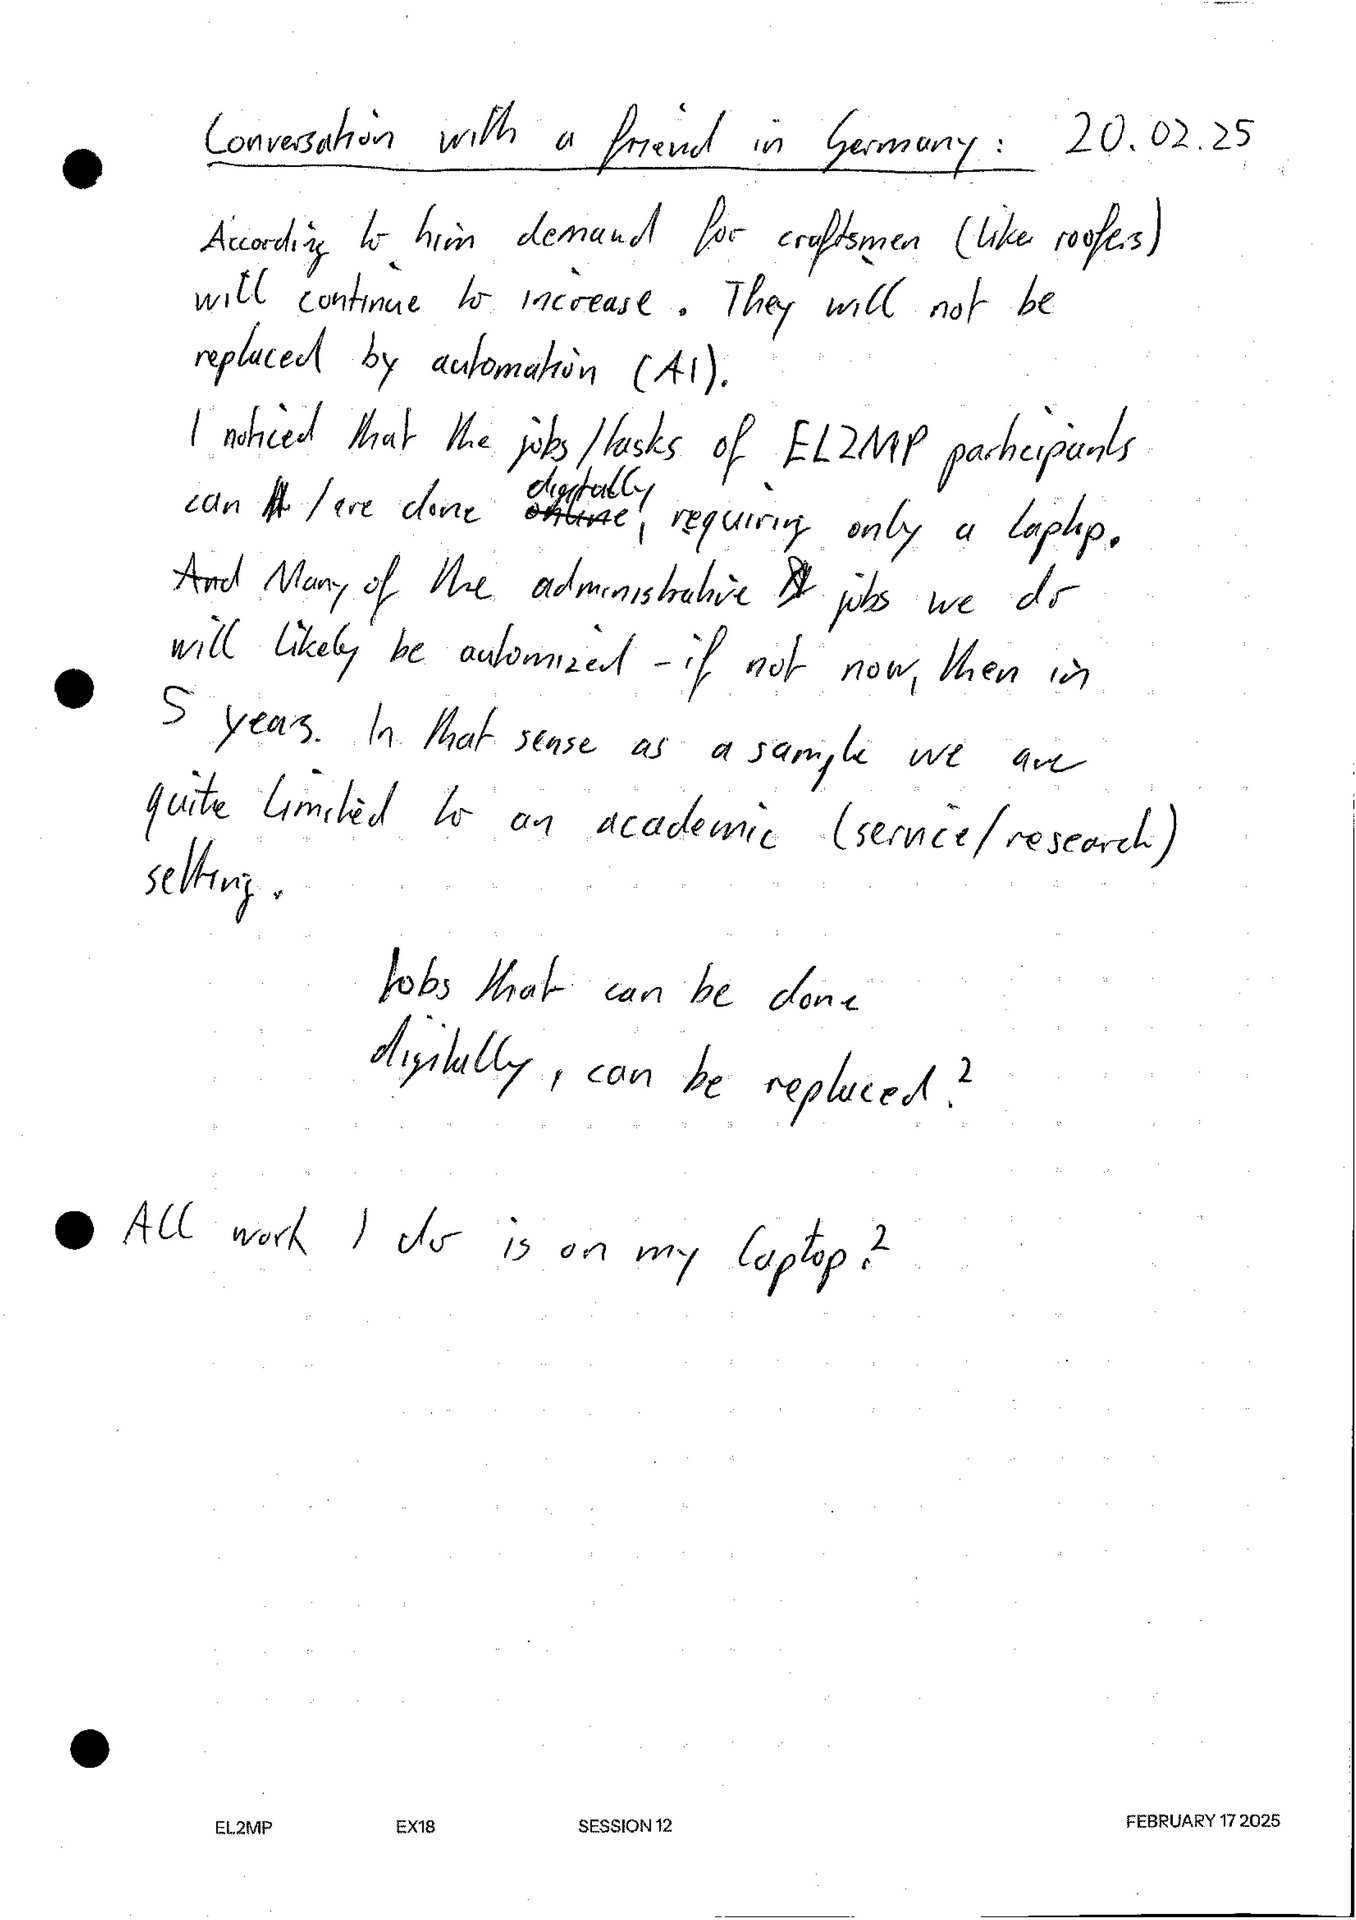 Conversation with a friend in Germany: 20.02.25
According to him demand for craftsmen (like roofers)
will continue to increase. They will not be
replaced by automation (AI).
I noticed that the jobs/tasks of EL2MP participants
digitally
can /are done online, requiring only a laptop.
And Many of the administrative jobs we do
will likely be automized - if not now, then in
5 years. In that sense as a sample we are
quite limited to an academic (service/research)
setting.
Jobs that can be done
digitally, can be replaced.?
All work I do is on my laptop.?
EL2MP EX18 SESSION 12 FEBRUARY 17 2025